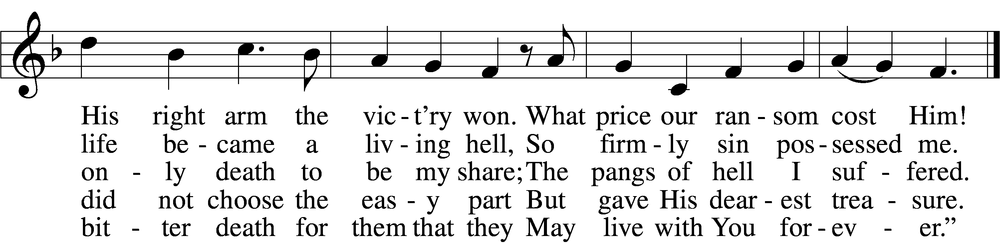 His right arm the vic - t’ry won. What price our ran - som cost Him!
life be - came a liv - ing hell, So firm - ly sin pos - sessed me.
on - ly death to be my share; The pangs of hell I suf - fered.
did not choose the eas - y part But gave His dear - est trea - sure.
bit - ter death for them that they May live with You for - ev - er.”